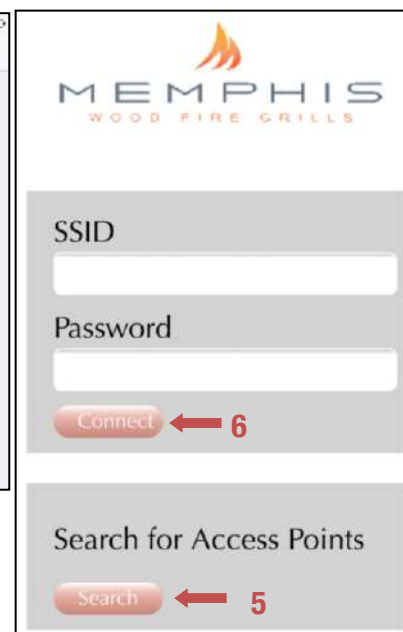 MEMPHIS
WOOD FIRE GRILLS
SSID
Password
Connect 6
Search for Access Points
Search 5